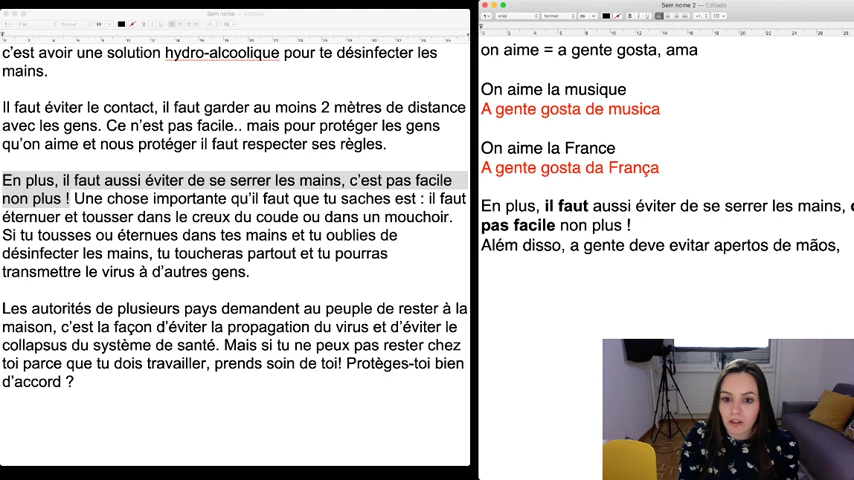 Sem nome — Editado
c'est avoir une solution hydro-alcoolique pour te désinfecter les
mains.
Il faut éviter le contact, il faut garder au moins 2 mètres de distance
avec les gens. Ce n'est pas facile.. mais pour protéger les gens
qu'on aime et nous protéger il faut respecter ses règles.
En plus, il faut aussi éviter de se serrer les mains, c'est pas facile
non plus ! Une chose importante qu'il faut que tu saches est : il faut
éternuer et tousser dans le creux du coude ou dans un mouchoir.
Si tu tousses ou éternues dans tes mains et tu oublies de
désinfecter les mains, tu toucheras partout et tu pourras
transmettre le virus à d'autres gens.
Les autorités de plusieurs pays demandent au peuple de rester à la
maison, c'est la façon d'éviter la propagation du virus et d'éviter le
collapsus du système de santé. Mais si tu ne peux pas rester chez
toi parce que tu dois travailler, prends soin de toi! Protèges-toi bien
d'accord ?
Sem nome 2 — Editado
on aime = a gente gosta, ama
On aime la musique
A gente gosta de musica
On aime la France
A gente gosta da França
En plus, il faut aussi éviter de se serrer les mains,
pas facile non plus !
Além disso, a gente deve evitar apertos de mãos,